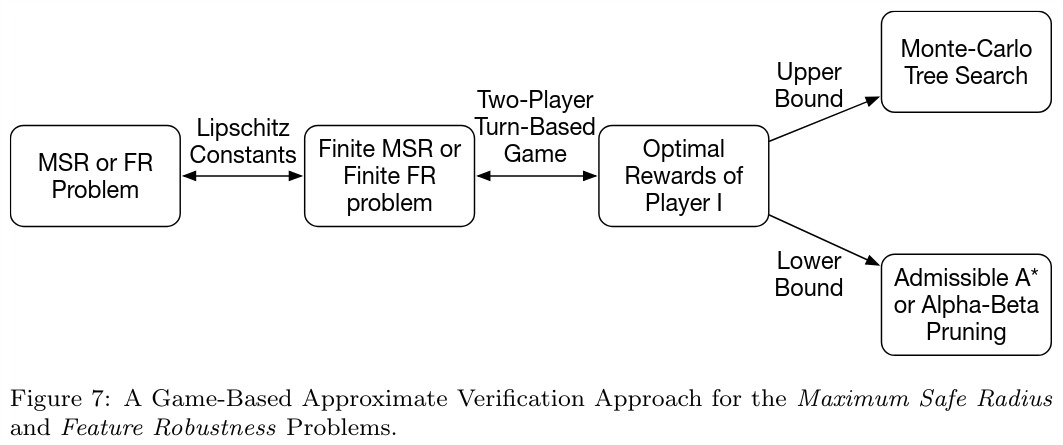 MSR or FR
Problem
Lipschitz
Constants
Finite MSR or
Finite FR
problem
Two-Player
Turn-Based
Game
Optimal
Rewards of
Player I
Upper
Bound
Monte-Carlo
Tree Search
Lower
Bound
Admissible A*
or Alpha-Beta
Pruning
Figure 7: A Game-Based Approximate Verification Approach for the Maximum Safe Radius
and Feature Robustness Problems.